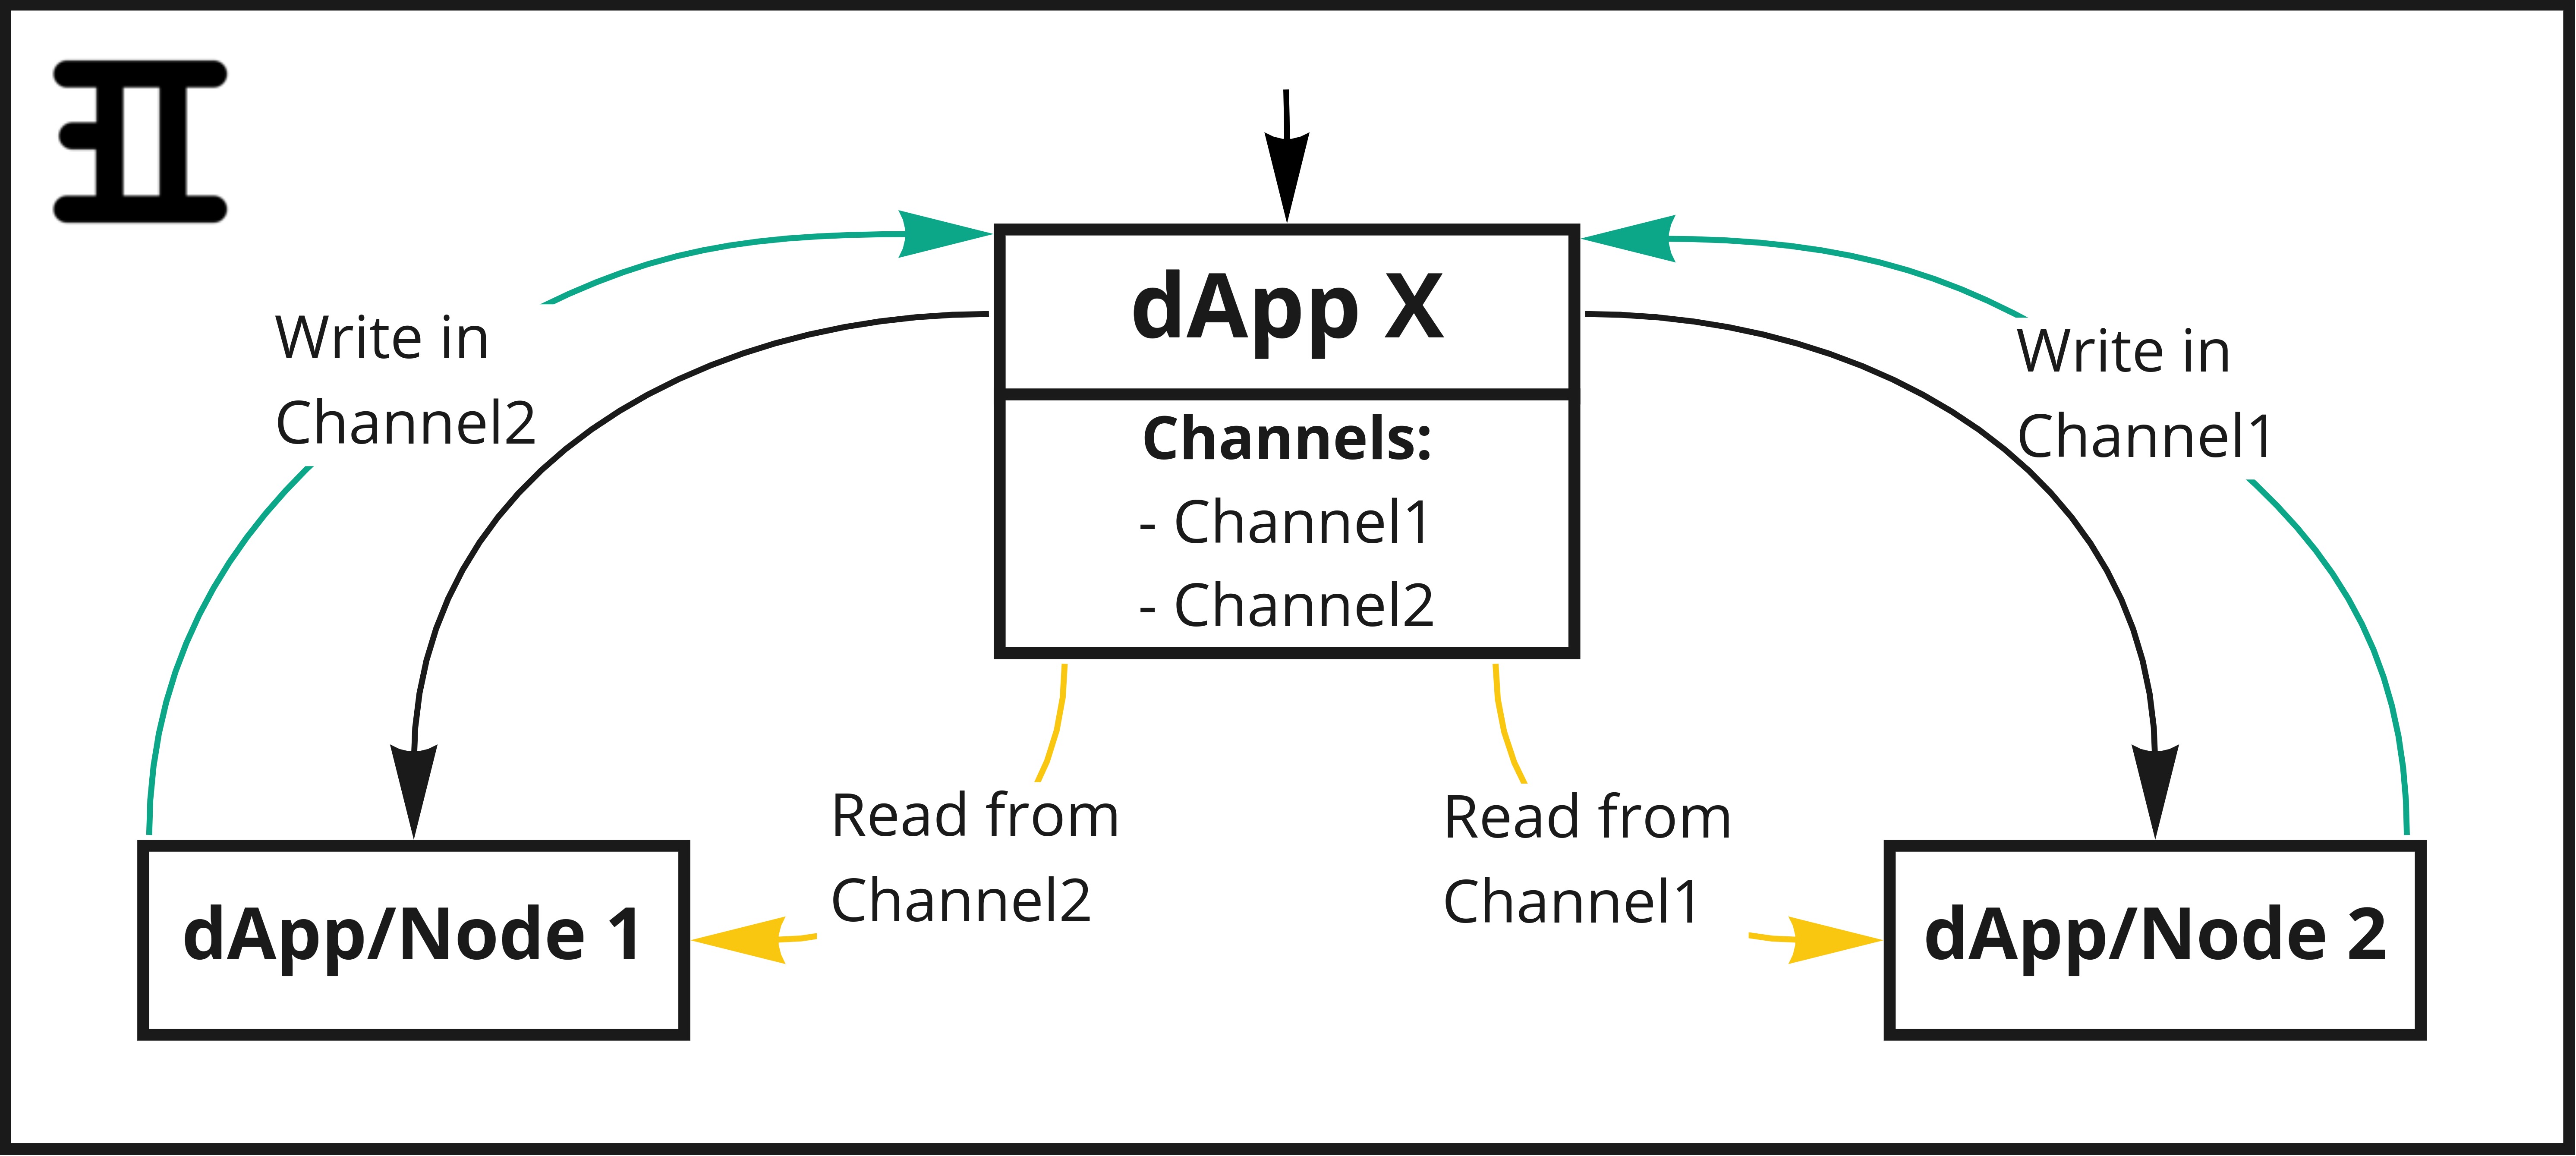 dApp X
Channels:
- Channel1
- Channel2
Write in
Channel2
Write in
Channel1
Read from
Channel2
Read from
Channel1
dApp/Node 1
dApp/Node 2